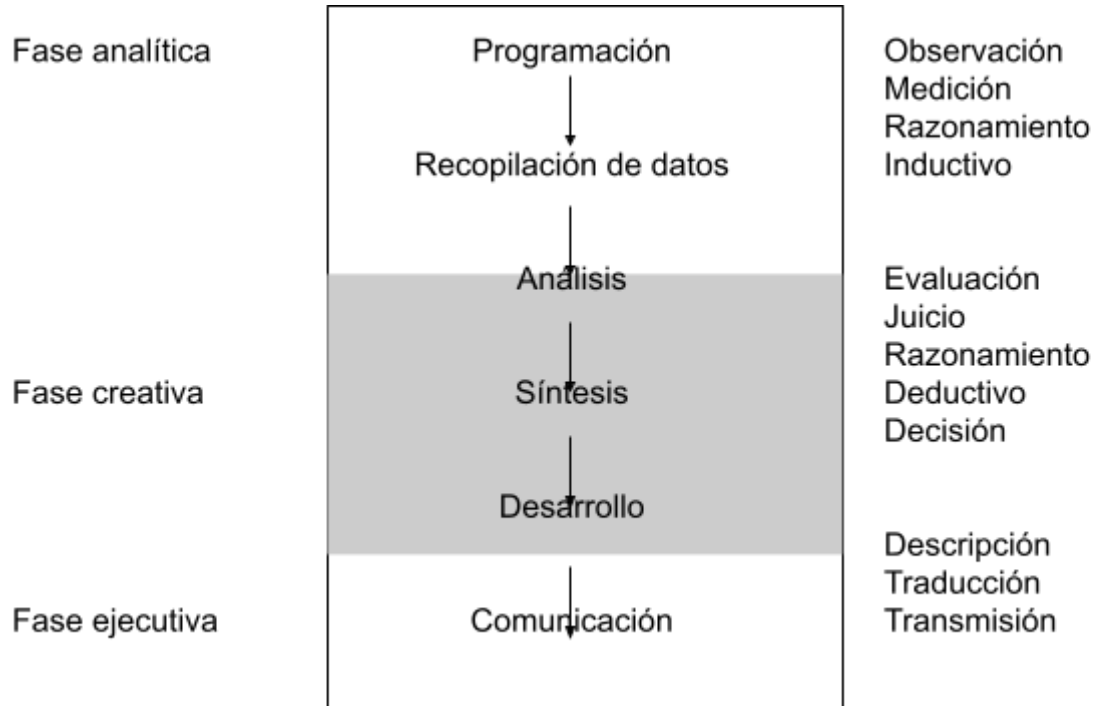 Fase analítica
Programación
Observación
Medición
Razonamiento
Inductivo
Recopilación de datos
Análisis
Evaluación
Juicio
Razonamiento
Deductivo
Decisión
Fase creativa
Síntesis
Desarrollo
Descripción
Traducción
Transmisión
Fase ejecutiva
Comunicación